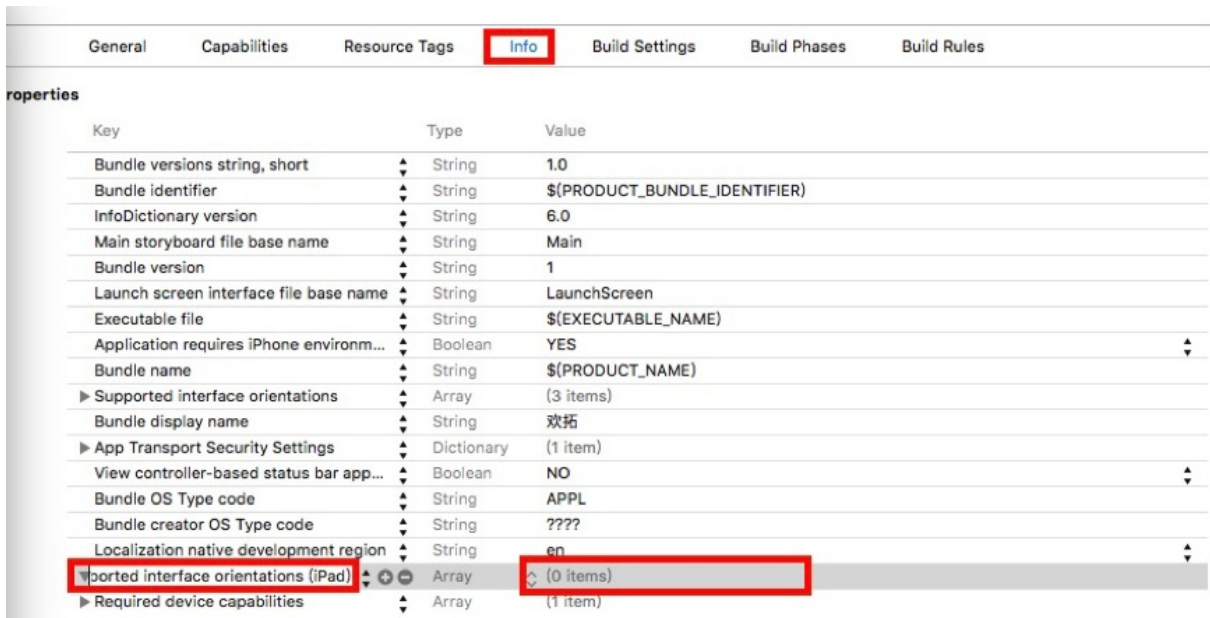 General Capabilities Resource Tags Info Build Settings Build Phases Build Rules
roperties
Key Type Value
Bundle versions string, short String 1.0
Bundle identifier String $(PRODUCT_BUNDLE_IDENTIFIER)
InfoDictionary version String 6.0
Main storyboard file base name String Main
Bundle version String 1
Launch screen interface file base name String LaunchScreen
Executable file String $(EXECUTABLE_NAME)
Application requires iPhone environm... Boolean YES
Bundle name String $(PRODUCT_NAME)
Supported interface orientations Array (3 items)
Bundle display name String 欢拓
App Transport Security Settings Dictionary (1 item)
View controller-based status bar app... Boolean NO
Bundle OS Type code String APPL
Bundle creator OS Type code String ????
Localization native development region String en
ported interface orientations (iPad) Array (0 items)
Required device capabilities Array (1 item)